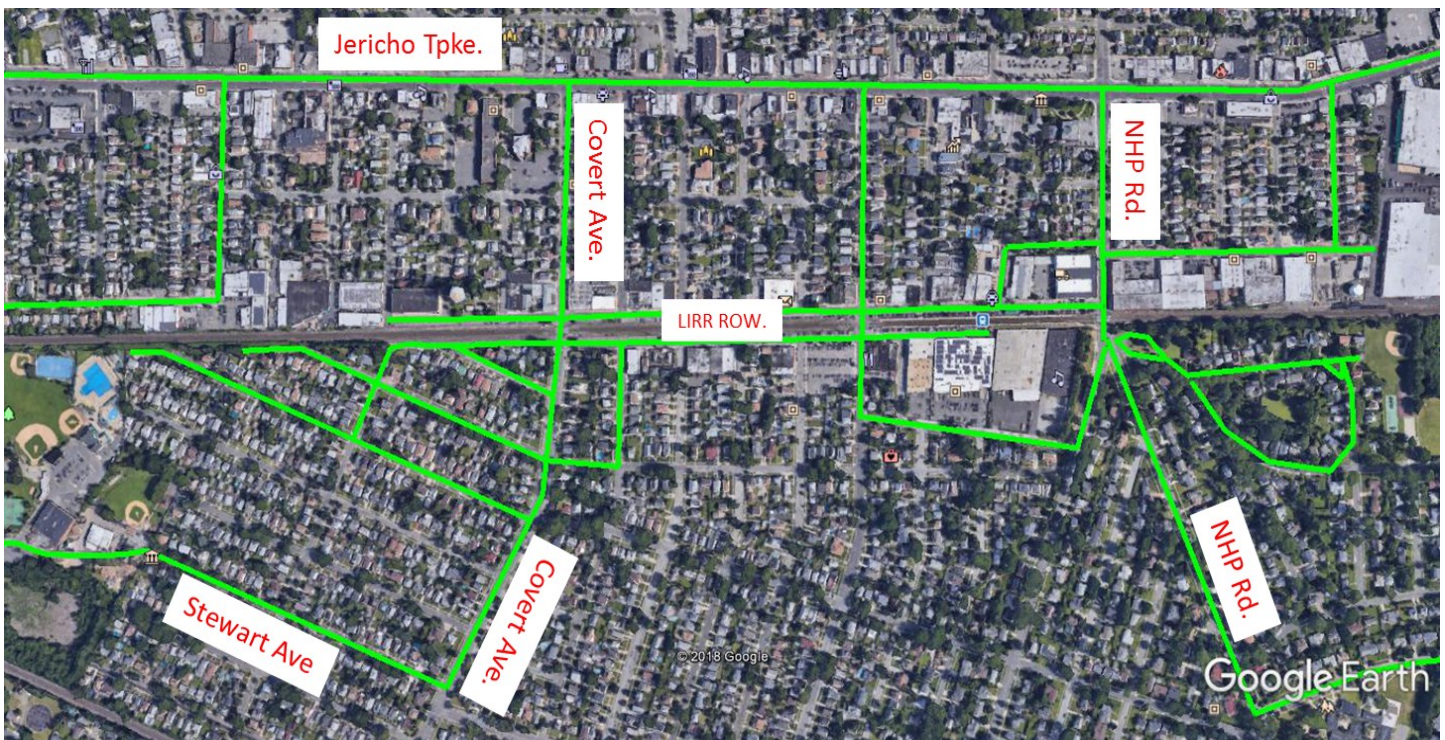 Jericho Tpke.
Covert Ave.
NHP Rd.
LIRR ROW.
Stewart Ave
Covert Ave.
NHP Rd.
© 2018 Google
Google Earth